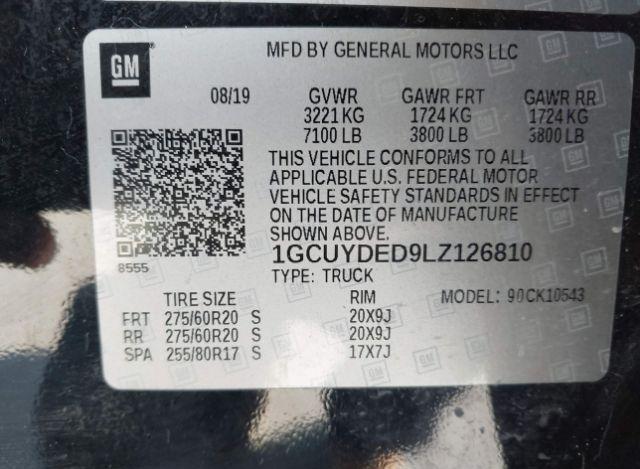 GM
MFD BY GENERAL MOTORS LLC
08/19 GVWR GAWR FRT GAWR RR
3221 KG 1724 KG 1724 KG
7100 LB 3800 LB 3800 LB
THIS VEHICLE CONFORMS TO ALL
APPLICABLE U.S. FEDERAL MOTOR
VEHICLE SAFETY STANDARDS IN EFFECT
ON THE DATE OF MANUFACTURE
SHOWN ABOVE.
8555
1GCUYDED9LZ126810
TYPE: TRUCK
TIRE SIZE RIM MODEL: 90CK10543
FRT 275/60R20 S 20X9J
RR 275/60R20 S 20X9J
SPA 255/80R17 S 17X7J